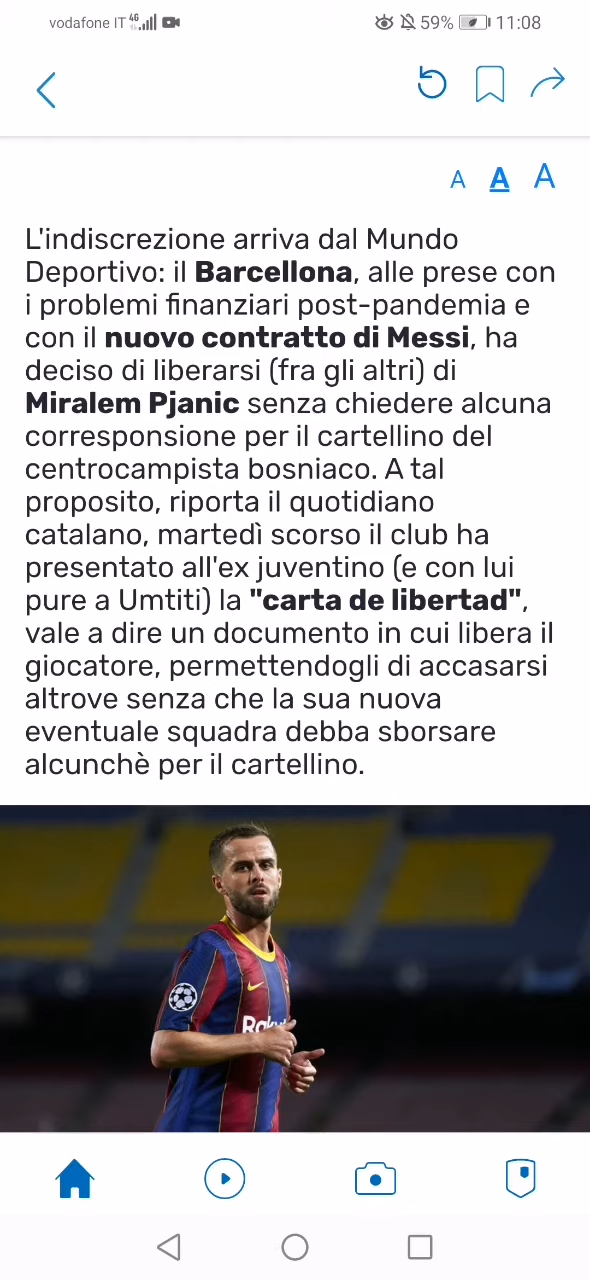 vodafone IT 4G 59% 11:08
A A A
L'indiscrezione arriva dal Mundo
Deportivo: il Barcellona, alle prese con
i problemi finanziari post-pandemia e
con il nuovo contratto di Messi, ha
deciso di liberarsi (fra gli altri) di
Miralem Pjanic senza chiedere alcuna
corresponsione per il cartellino del
centrocampista bosniaco. A tal
proposito, riporta il quotidiano
catalano, martedì scorso il club ha
presentato all'ex juventino (e con lui
pure a Umtiti) la "carta de libertad",
vale a dire un documento in cui libera il
giocatore, permettendogli di accasarsi
altrove senza che la sua nuova
eventuale squadra debba sborsare
alcunchè per il cartellino.